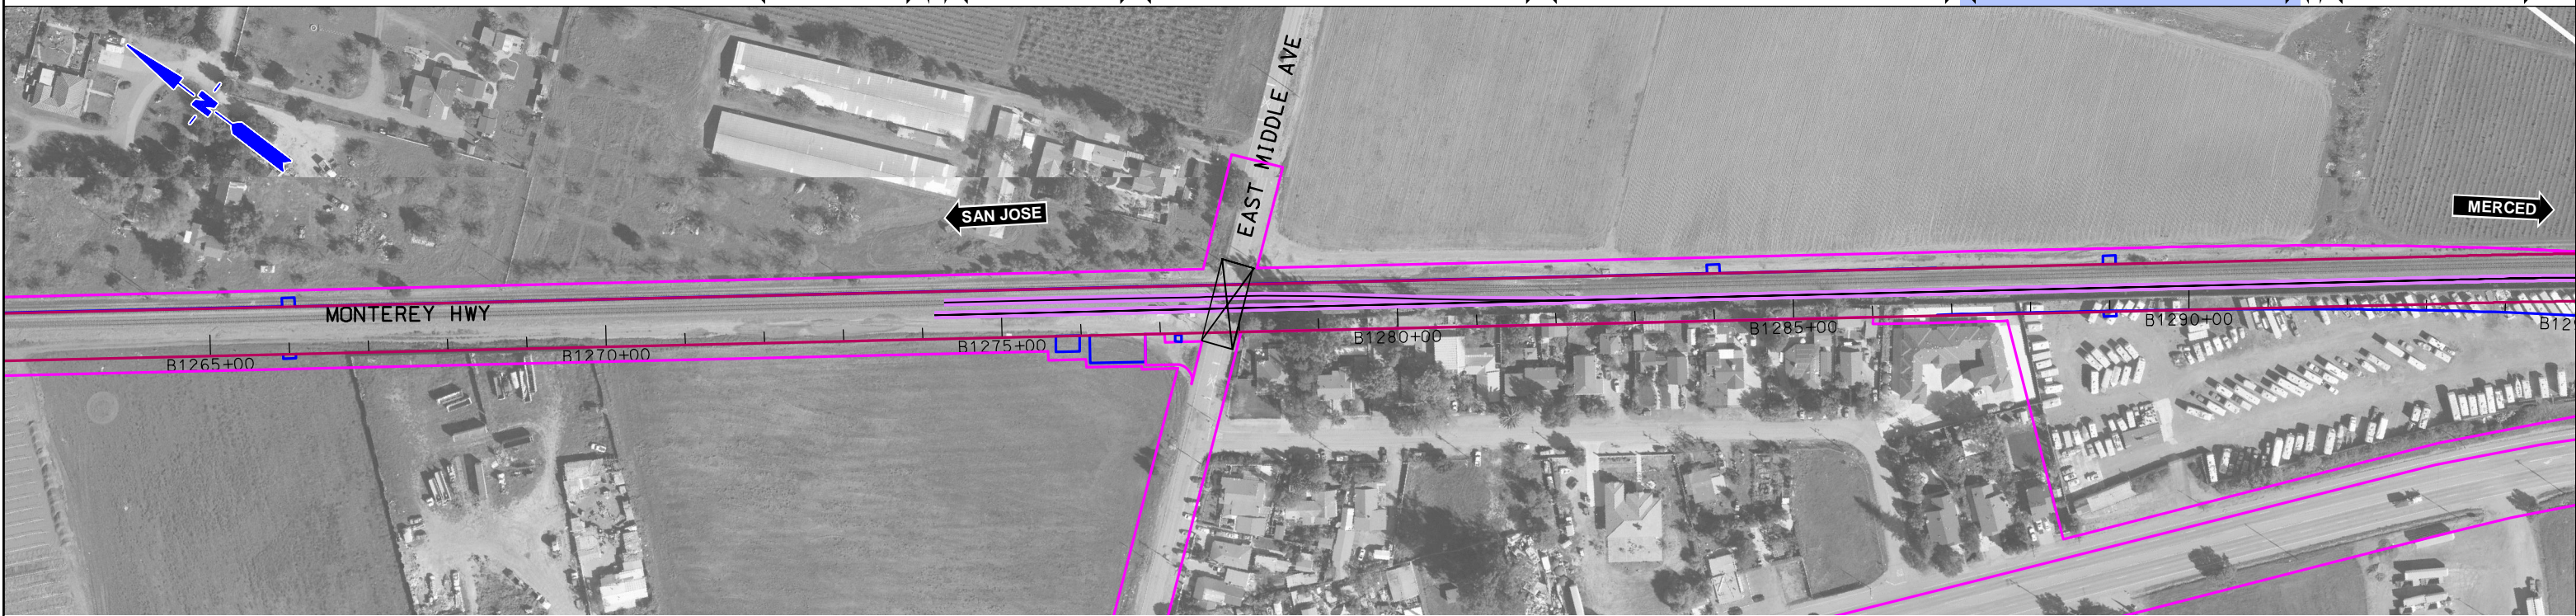 N
EAST MIDDLE AVE
SAN JOSE
MERCED
MONTEREY HWY
B1265+00
B1270+00
B1275+00
B1280+00
B1285+00
B1290+00